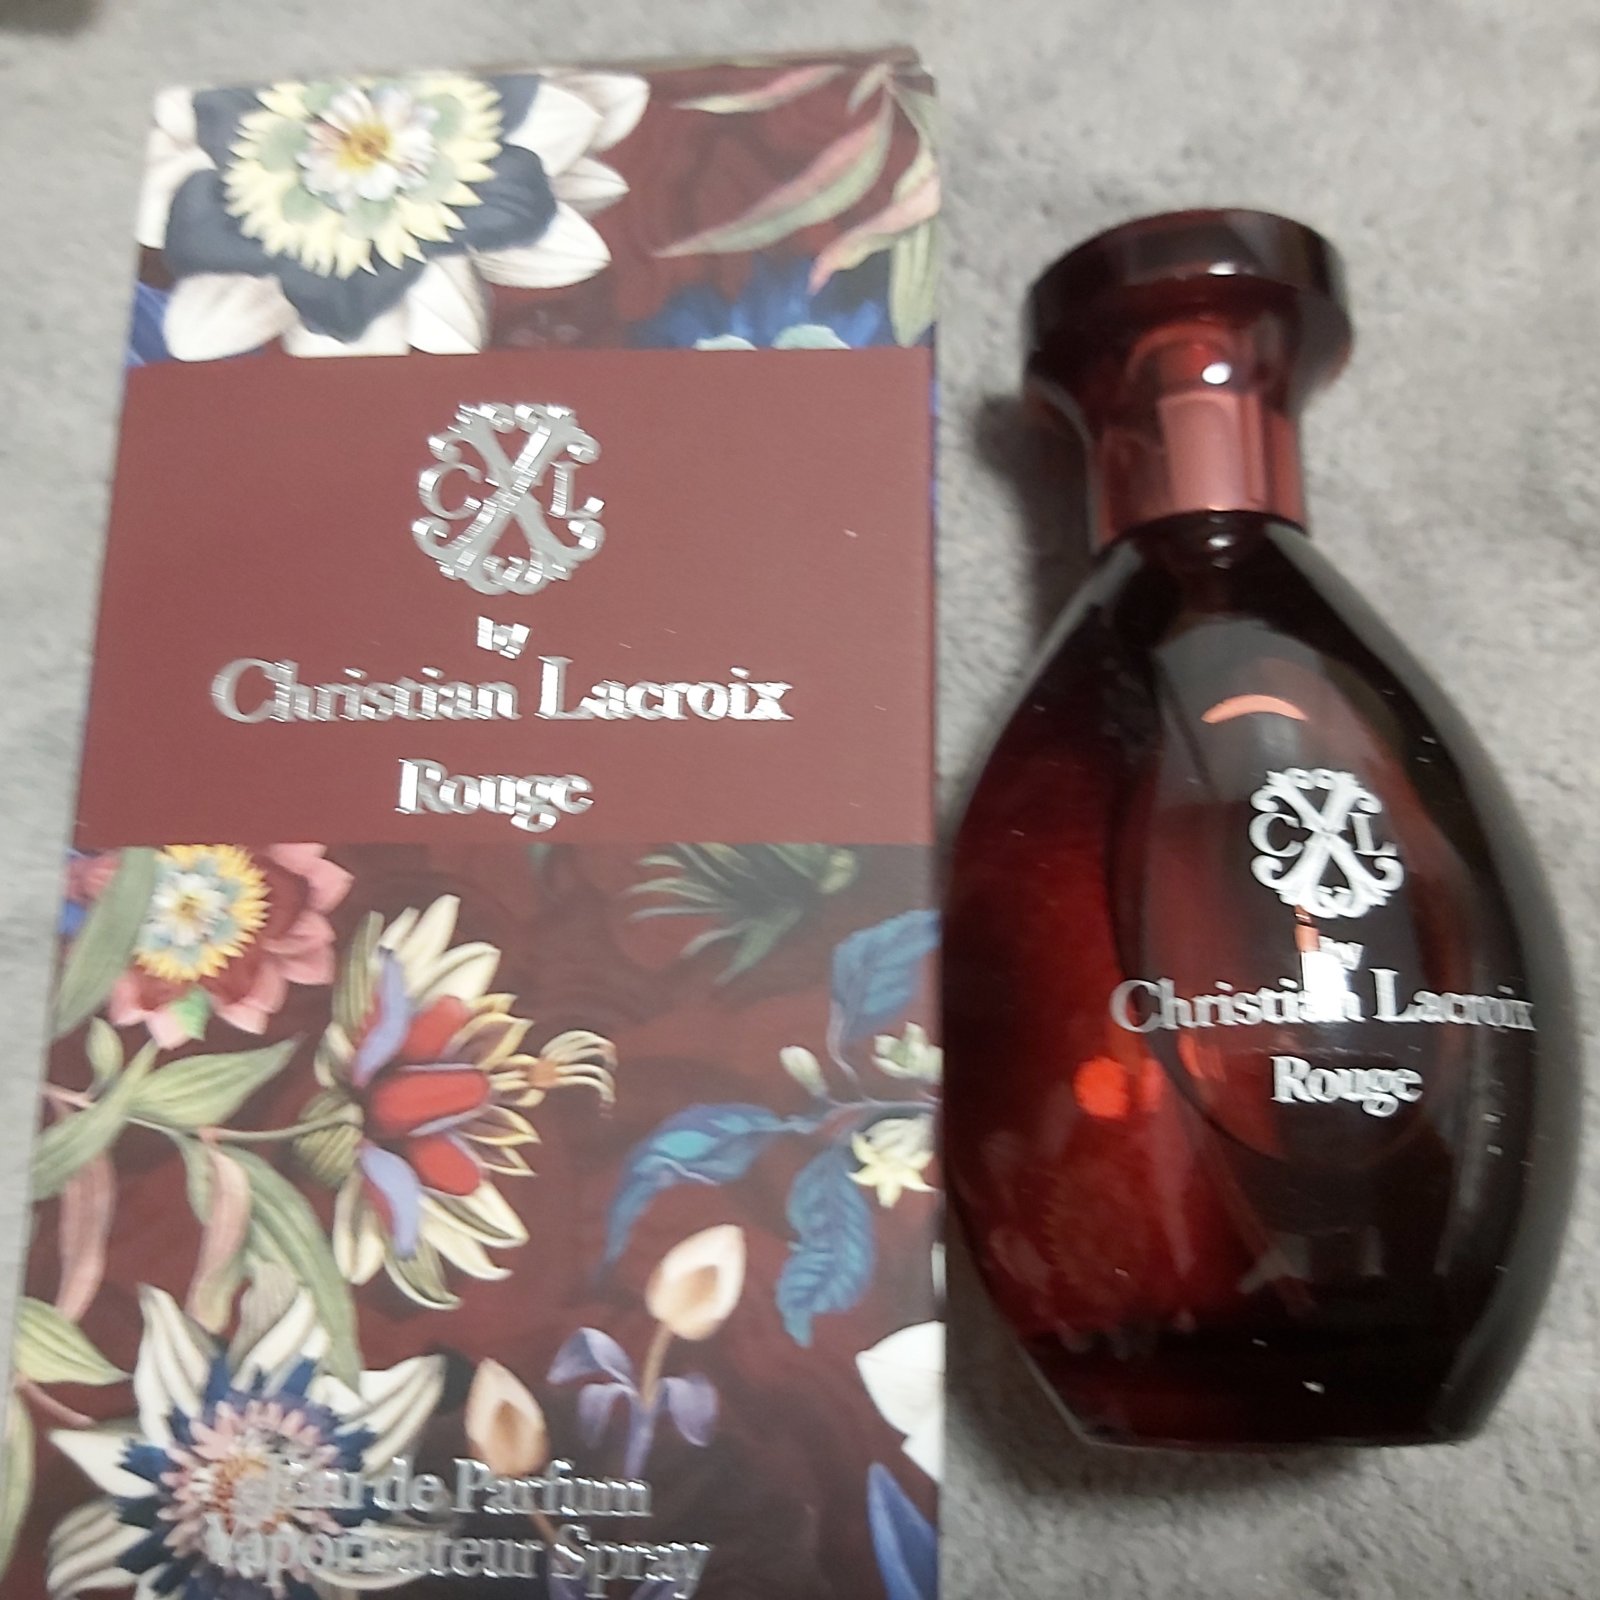 CXL
by
Christian Lacroix
Rouge
Eau de Parfum
Vaporisateur Spray
CXL
by
Christian Lacroix
Rouge